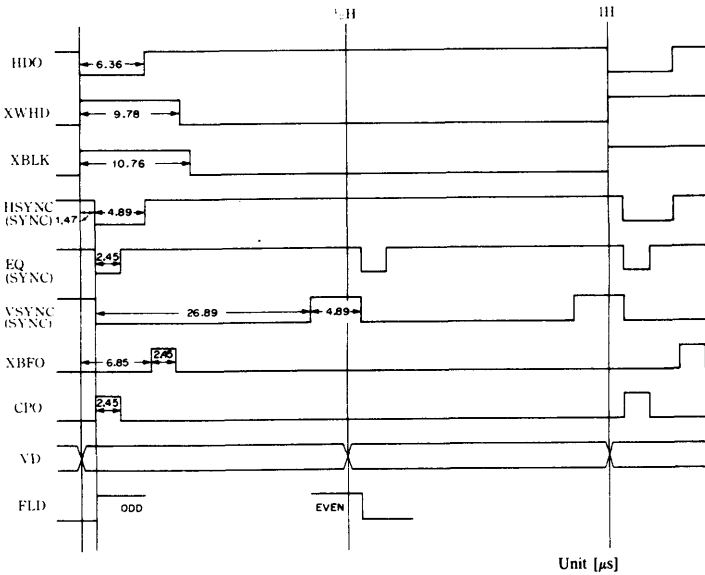 ½H 1H
HDO 6.36
XWHD 9.78
XBLK 10.76
HSYNC 4.89
1.47 (SYNC)
2.45
EQ
(SYNC)
VSYNC 26.89 4.89
(SYNC)
XBFO 6.85 2.45
CPO 2.45
VD
FLD ODD EVEN
Unit [μs]